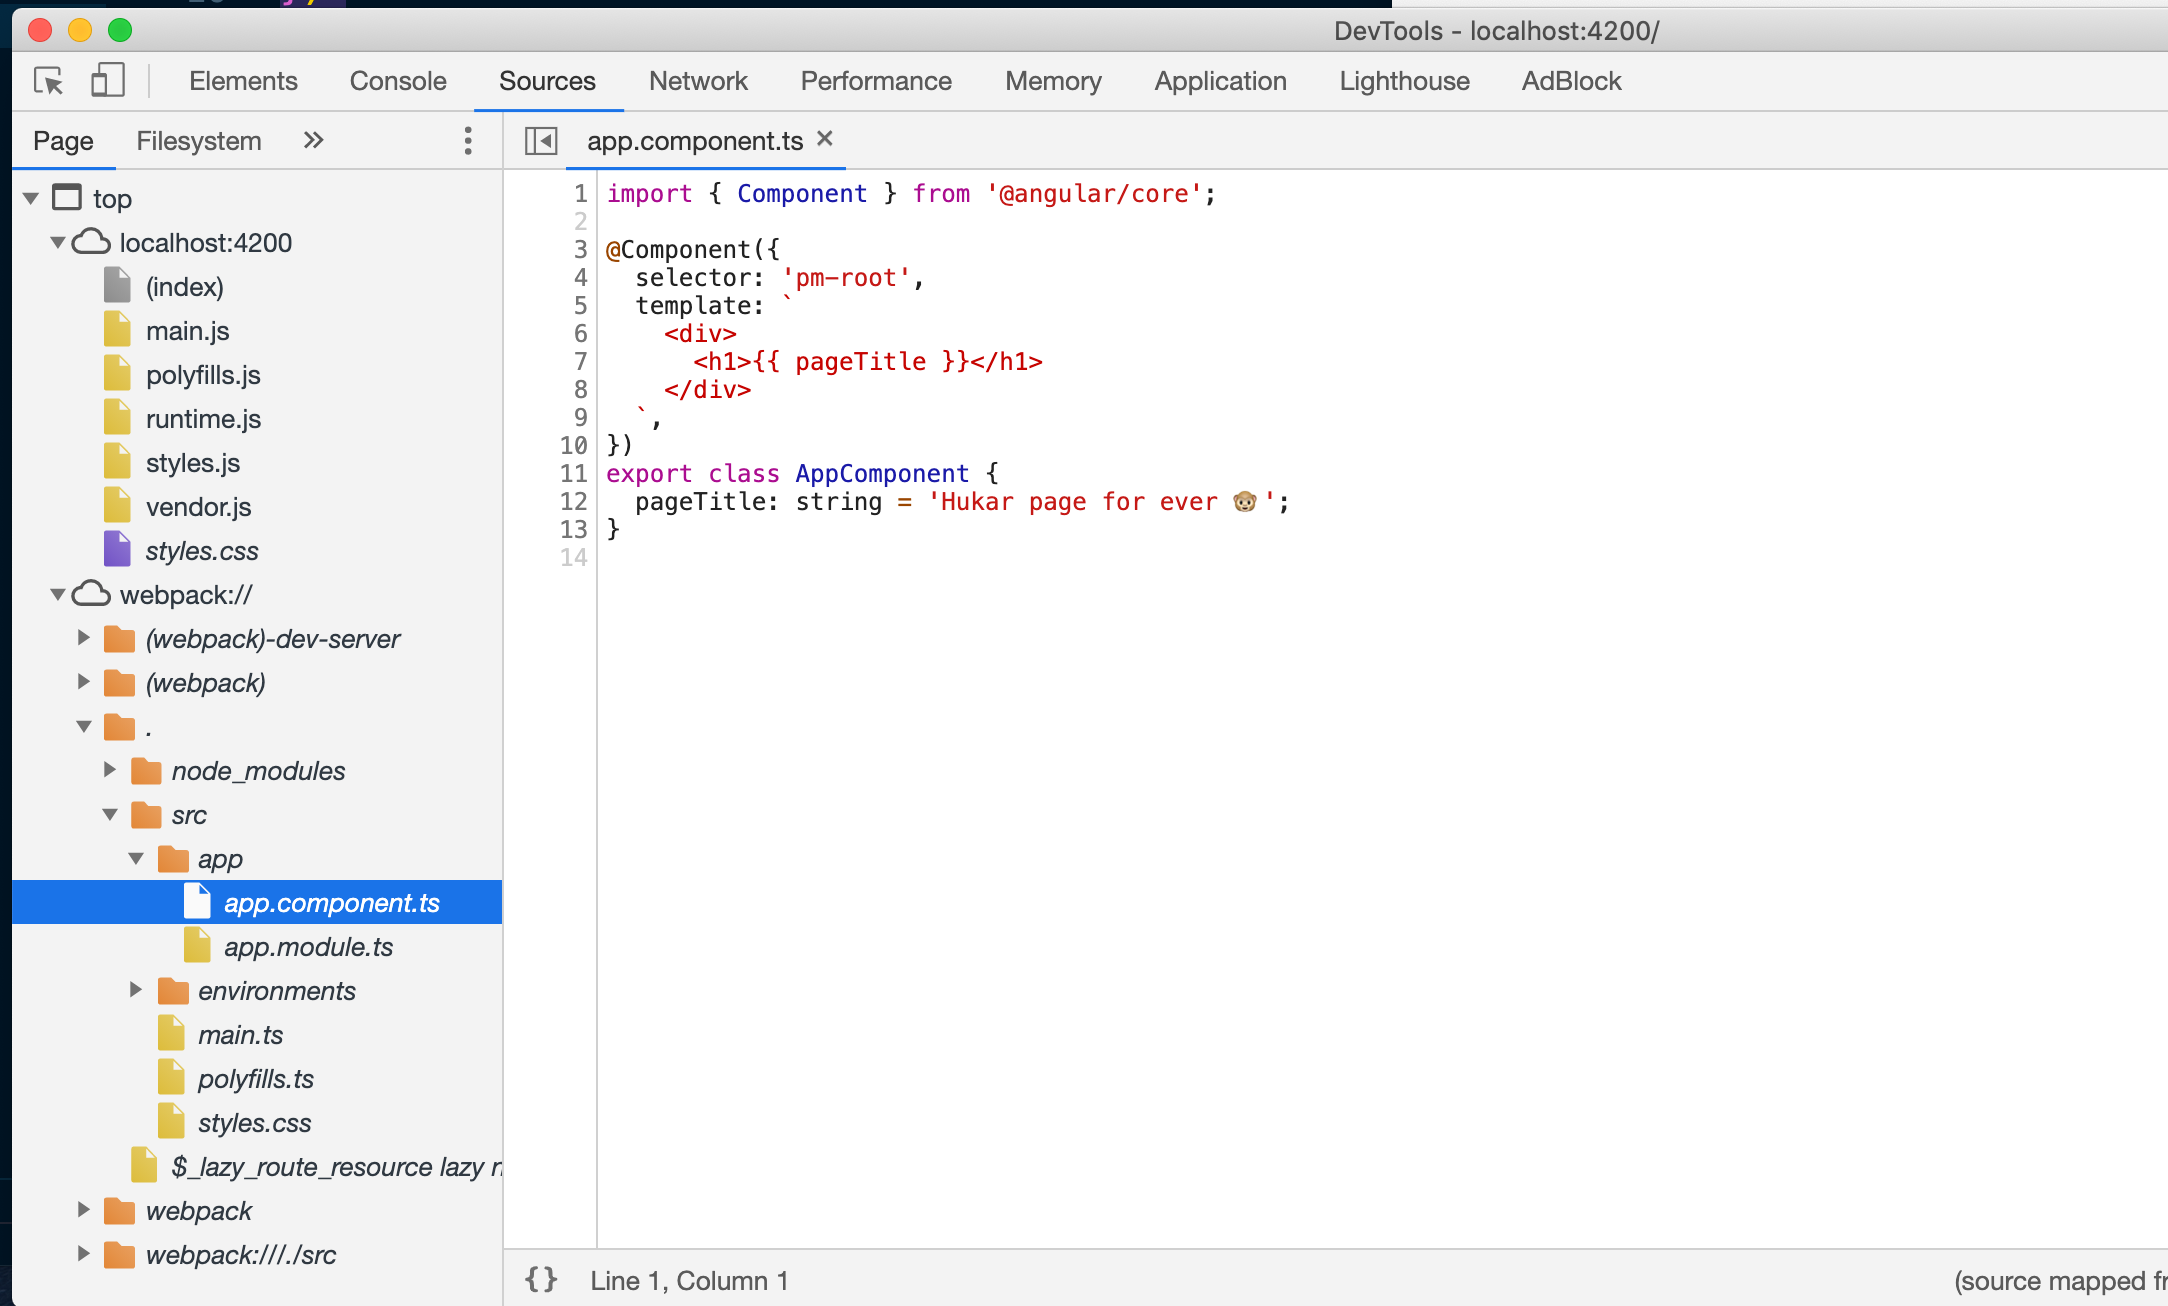 DevTools - localhost:4200/
Elements Console Sources Network Performance Memory Application Lighthouse AdBlock
Page Filesystem »
app.component.ts ×
top
localhost:4200
(index)
main.js
polyfills.js
runtime.js
styles.js
vendor.js
styles.css
webpack://
(webpack)-dev-server
(webpack)
.
node_modules
src
app
app.component.ts
app.module.ts
environments
main.ts
polyfills.ts
styles.css
$_lazy_route_resource lazy
webpack
webpack:///./src
1 import { Component } from '@angular/core';
2
3 @Component({
4   selector: 'pm-root',
5   template: `
6     <div>
7       <h1>{{ pageTitle }}</h1>
8     </div>
9   `,
10 })
11 export class AppComponent {
12   pageTitle: string = 'Hukar page for ever 🐵';
13 }
14
{} Line 1, Column 1
(source mapped